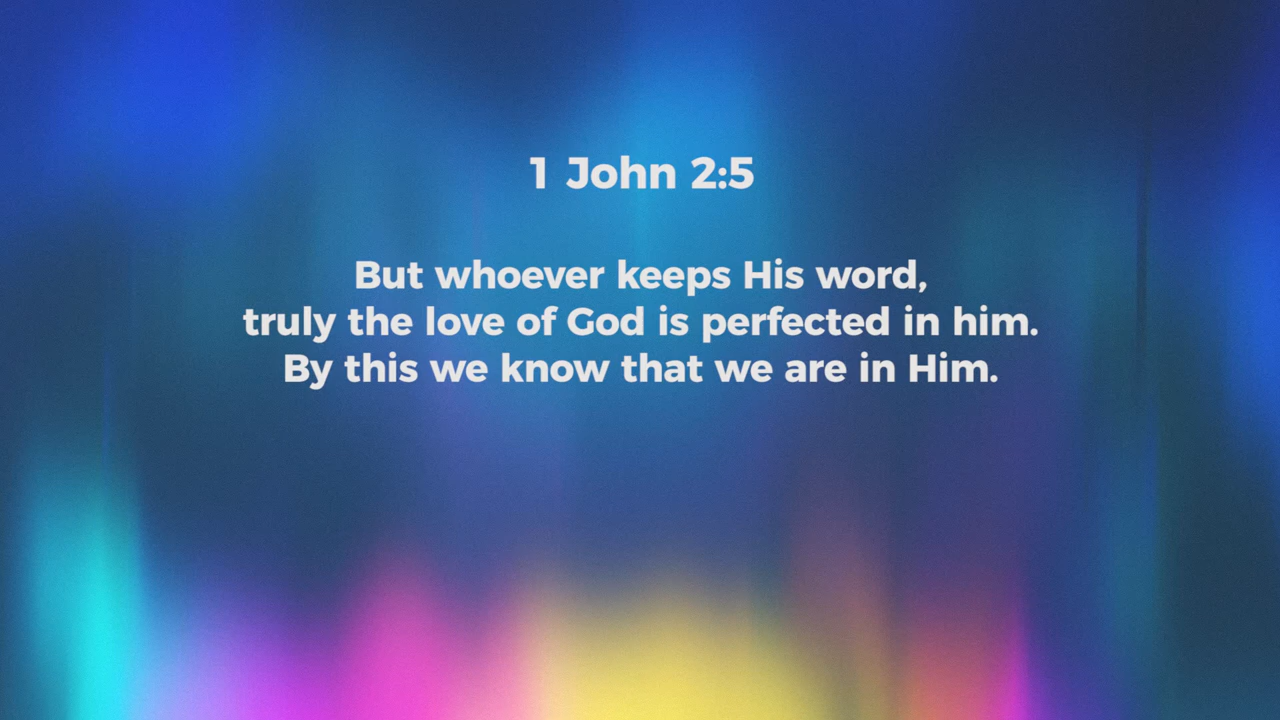 1 John 2:5
But whoever keeps His word,
truly the love of God is perfected in him.
By this we know that we are in Him.